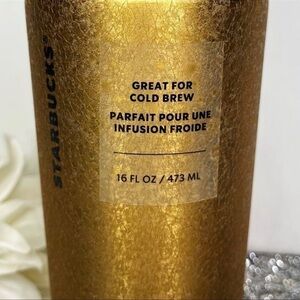 STARBUCKS
GREAT FOR
COLD BREW
PARFAIT POUR UNE
INFUSION FROIDE
16 FL OZ / 473 ML